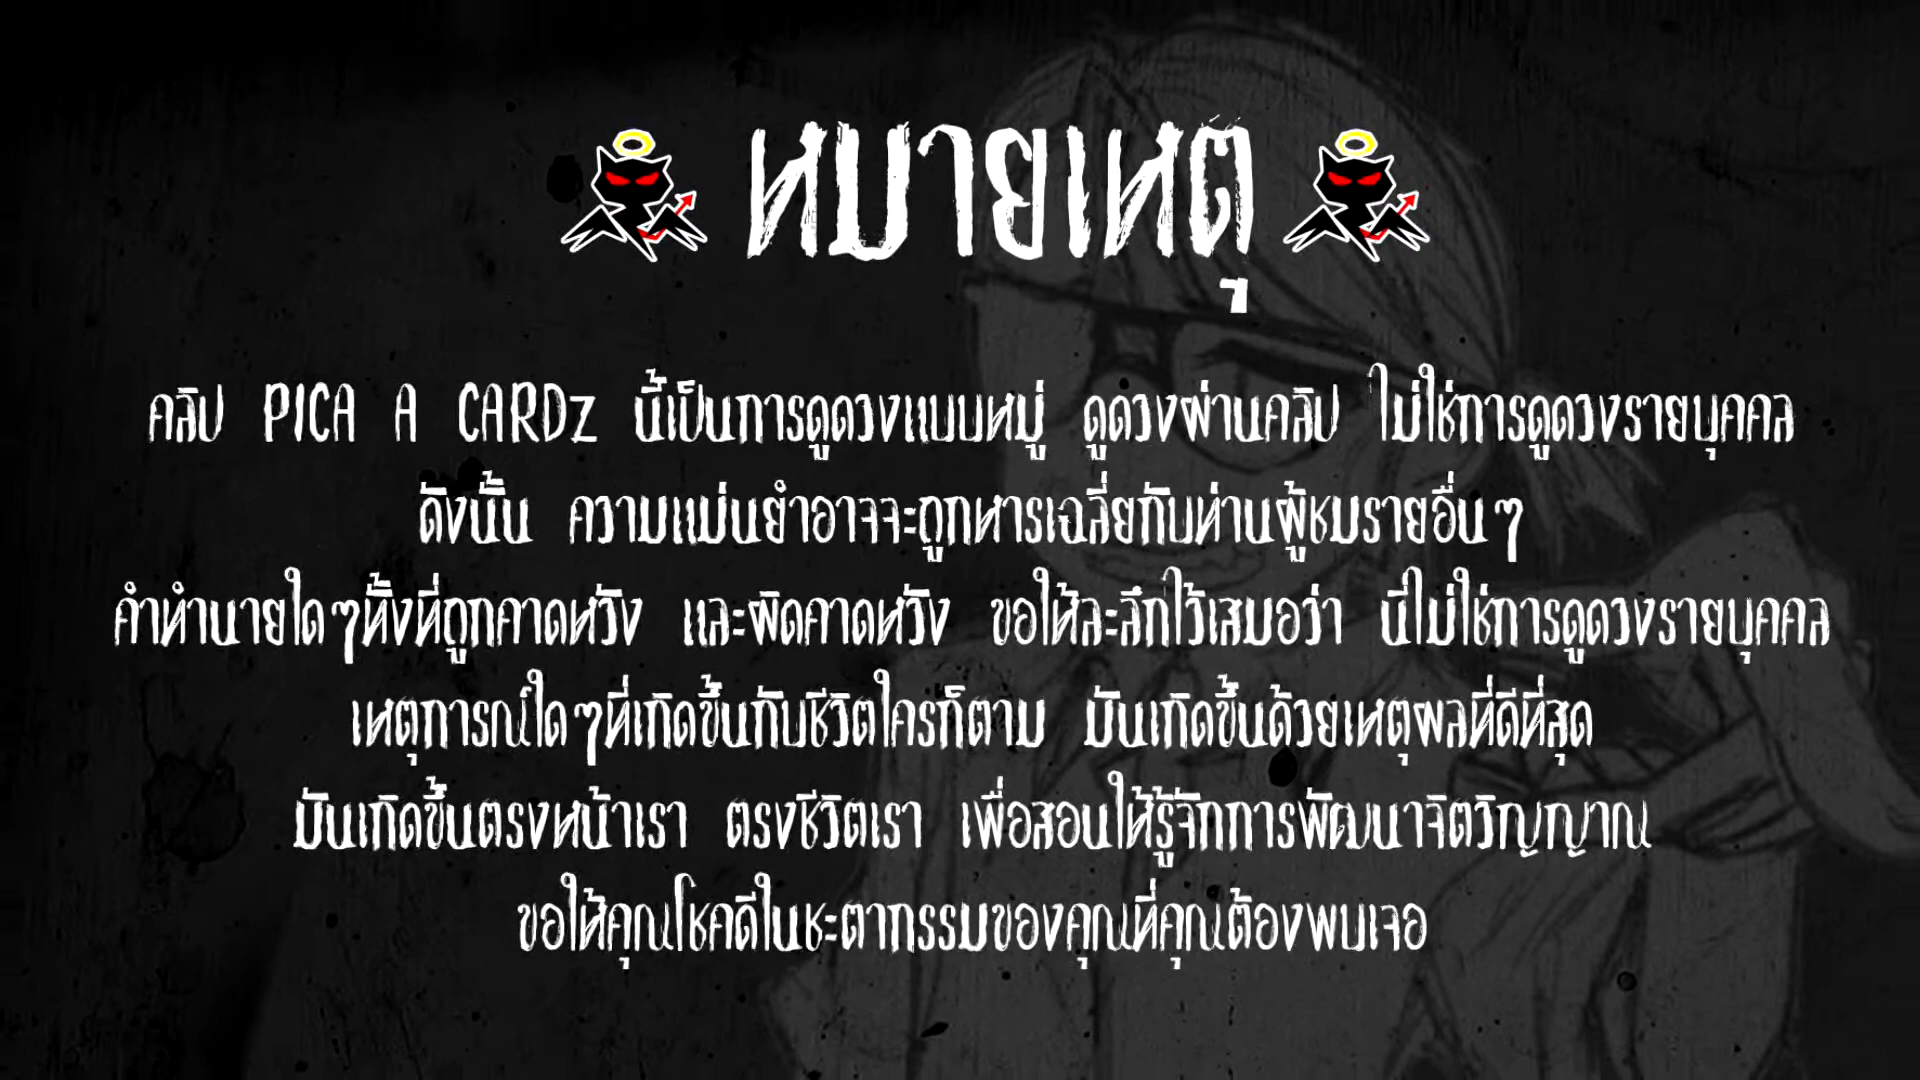 หมายเหตุ
คลิป PICA A CARDZ นี้เป็นการดูดวงแบบหมู่ ดูดวงผ่านคลิป ไม่ใช่การดูดวงรายบุคคล
ดังนั้น ความแม่นยำอาจจะถูกหารเฉลี่ยกับท่านผู้ชมรายอื่นๆ
คำทำนายใดๆทั้งที่ถูกคาดหวัง และผิดคาดหวัง ขอให้ละลึกไว้เสมอว่า นี่ไม่ใช่การดูดวงรายบุคคล
เหตุการณ์ใดๆที่เกิดขึ้นกับชีวิตใครก็ตาม มันเกิดขึ้นด้วยเหตุผลที่ดีที่สุด
มันเกิดขึ้นตรงหน้าเรา ตรงชีวิตเรา เพื่อสอนให้รู้จักการพัฒนาจิตวิญญาณ
ขอให้คุณโชคดีในชะตากรรมของคุณที่คุณต้องพบเจอ